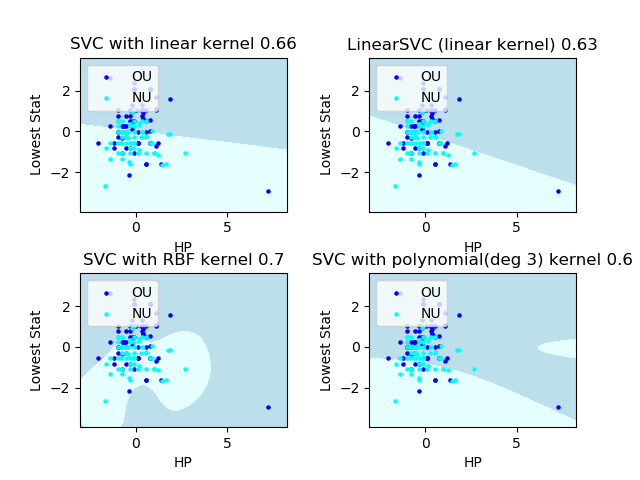 SVC with linear kernel 0.66
LinearSVC (linear kernel) 0.63
Lowest Stat
2
0
−2
OU
NU
0
5
HP
Lowest Stat
2
0
−2
OU
NU
0
5
HP
SVC with RBF kernel 0.7
SVC with polynomial(deg 3) kernel 0.6
Lowest Stat
2
0
−2
OU
NU
0
5
HP
Lowest Stat
2
0
−2
OU
NU
0
5
HP